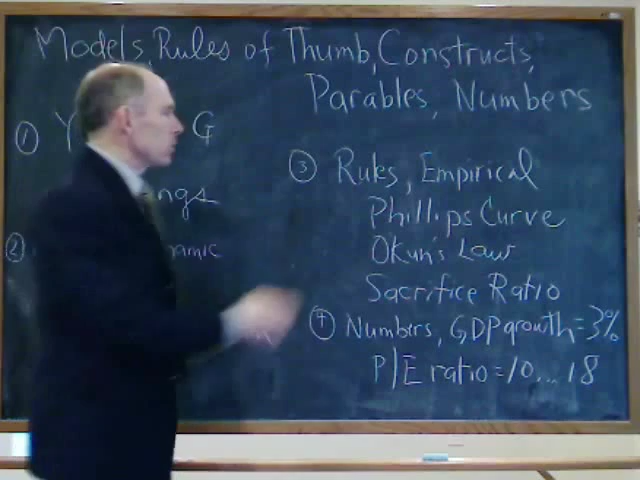 Models, Rules of Thumb, Constructs,
Parables, Numbers
① Y G
ngs
② namic
③ Rules, Empirical
Phillips Curve
Okun's Law
Sacrifice Ratio
④ Numbers, GDP growth = 3%
P/E ratio = 10...18